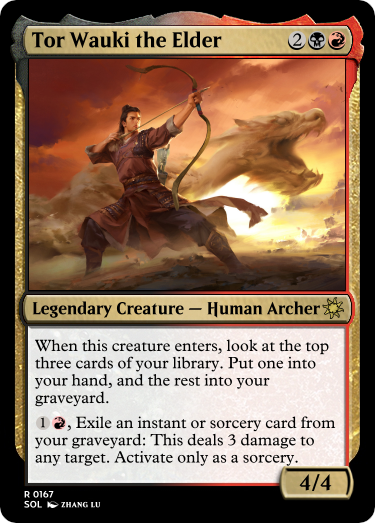 Tor Wauki the Elder 2
Legendary Creature — Human Archer
When this creature enters, look at the top
three cards of your library. Put one into
your hand, and the rest into your
graveyard.
1 , Exile an instant or sorcery card from
your graveyard: This deals 3 damage to
any target. Activate only as a sorcery.
4/4
R 0167
SOL ZHANG LU